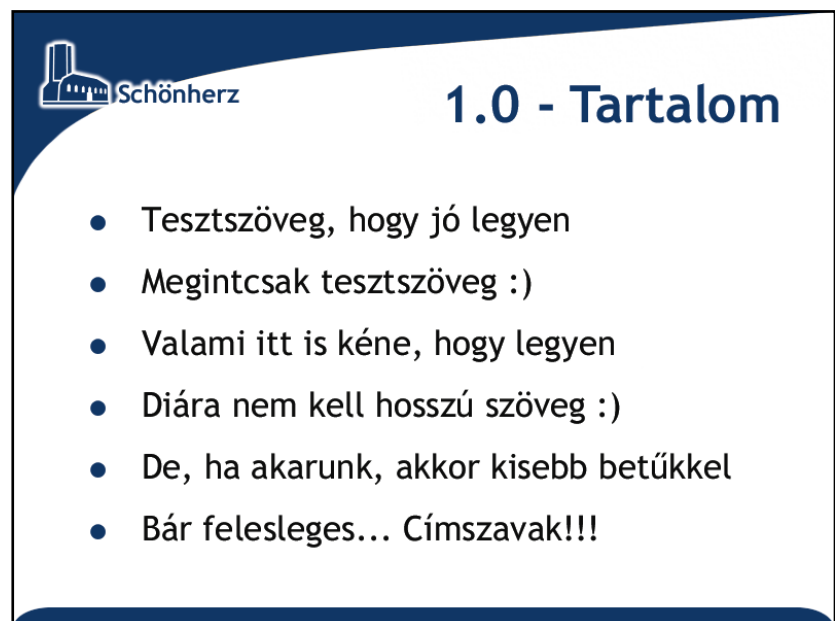 Schönherz
1.0 - Tartalom
Tesztszöveg, hogy jó legyen
Megintcsak tesztszöveg :)
Valami itt is kéne, hogy legyen
Diára nem kell hosszú szöveg :)
De, ha akarunk, akkor kisebb betűkkel
Bár felesleges... Címszavak!!!